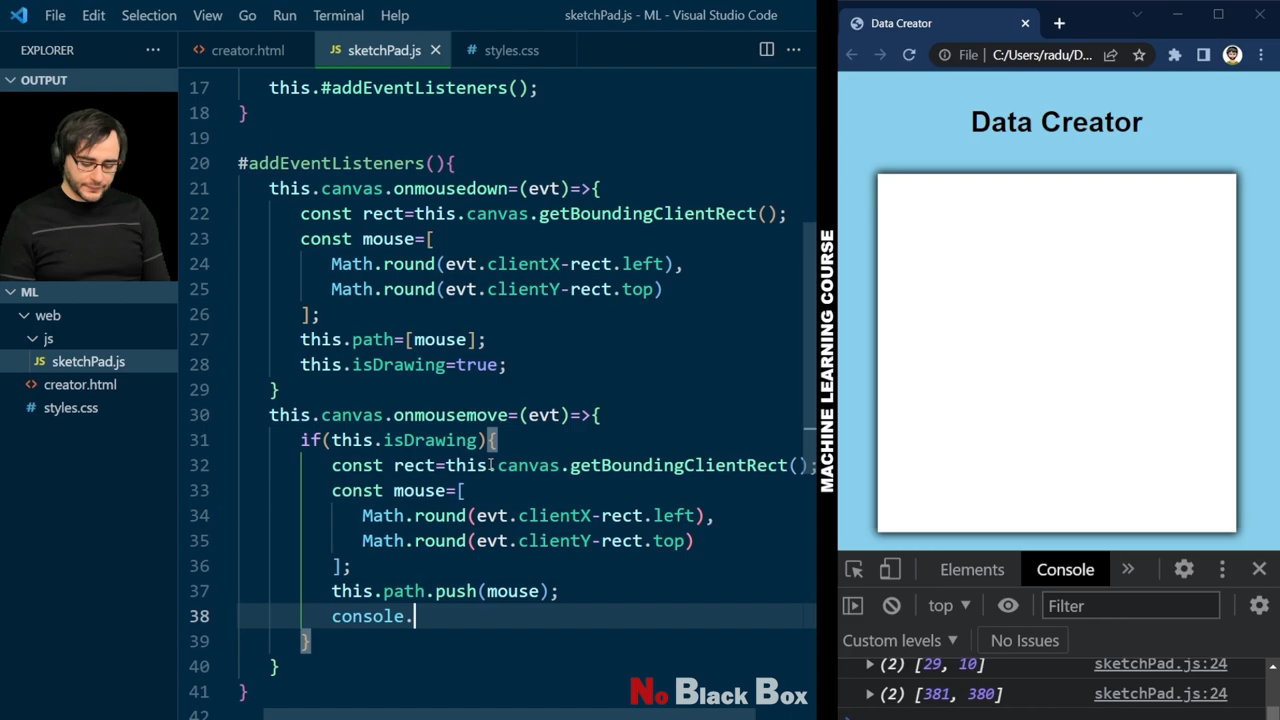 File Edit Selection View Go Run Terminal Help sketchPad.js - ML - Visual Studio Code
EXPLORER
OUTPUT
ML
web
js
JS sketchPad.js
<> creator.html
# styles.css
<> creator.html JS sketchPad.js # styles.css
17 this.#addEventListeners();
18 }
19
20 #addEventListeners(){
21 this.canvas.onmousedown=(evt)=>{
22 const rect=this.canvas.getBoundingClientRect();
23 const mouse=[
24 Math.round(evt.clientX-rect.left),
25 Math.round(evt.clientY-rect.top)
26 ];
27 this.path=[mouse];
28 this.isDrawing=true;
29 }
30 this.canvas.onmousemove=(evt)=>{
31 if(this.isDrawing){
32 const rect=this.canvas.getBoundingClientRect();
33 const mouse=[
34 Math.round(evt.clientX-rect.left),
35 Math.round(evt.clientY-rect.top)
36 ];
37 this.path.push(mouse);
38 console.
39 }
40 }
41 }
42
No Black Box
MACHINE LEARNING COURSE
Data Creator
File C:/Users/radu/D...
Data Creator
Elements Console
top Filter
Custom levels No Issues
(2) [29, 10] sketchPad.js:24
(2) [381, 380] sketchPad.js:24